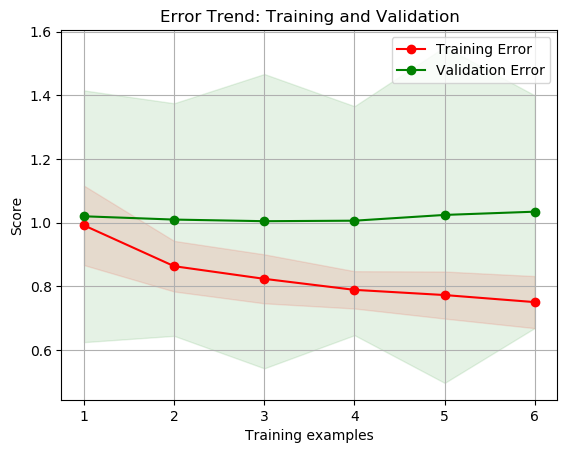 Error Trend: Training and Validation
1.6
1.4
1.2
1.0
0.8
0.6
Score
Training Error
Validation Error
1 2 3 4 5 6
Training examples